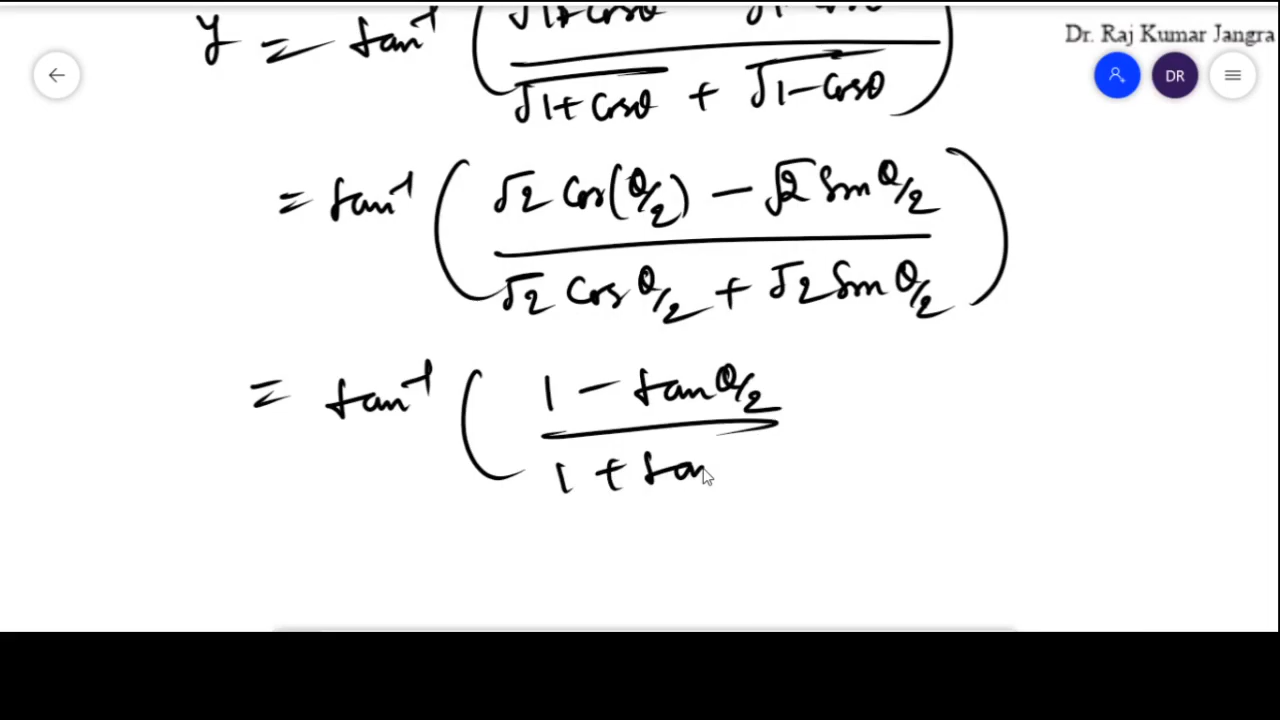 Dr. Raj Kumar Jangra
DR
y = tan⁻¹ ( √1+cosθ √1
√1+cosθ + √1-cosθ )
= tan⁻¹ ( √2 cos(θ/2) - √2 sin θ/2
√2 cos θ/2 + √2 sin θ/2 )
= tan⁻¹ ( 1 - tan θ/2
1 + tan